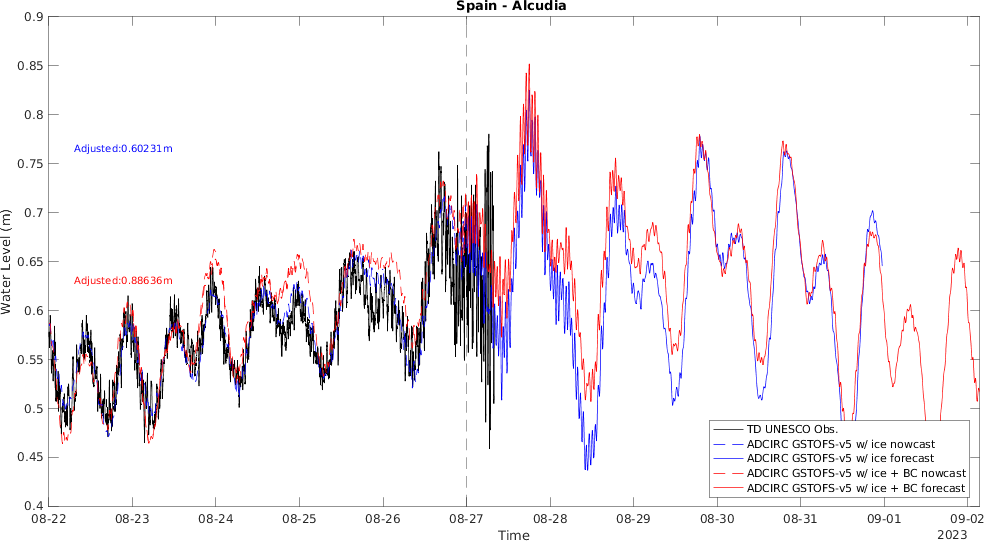 Spain - Alcudia
0.9
0.85
0.8
0.75
0.7
0.65
0.6
0.55
0.5
0.45
0.4
Water Level (m)
Adjusted:0.60231m
Adjusted:0.88636m
TD UNESCO Obs.
ADCIRC GSTOFS-v5 w/ ice nowcast
ADCIRC GSTOFS-v5 w/ ice forecast
ADCIRC GSTOFS-v5 w/ ice + BC nowcast
ADCIRC GSTOFS-v5 w/ ice + BC forecast
08-22 08-23 08-24 08-25 08-26 08-27 08-28 08-29 08-30 08-31 09-01 09-02
Time
2023